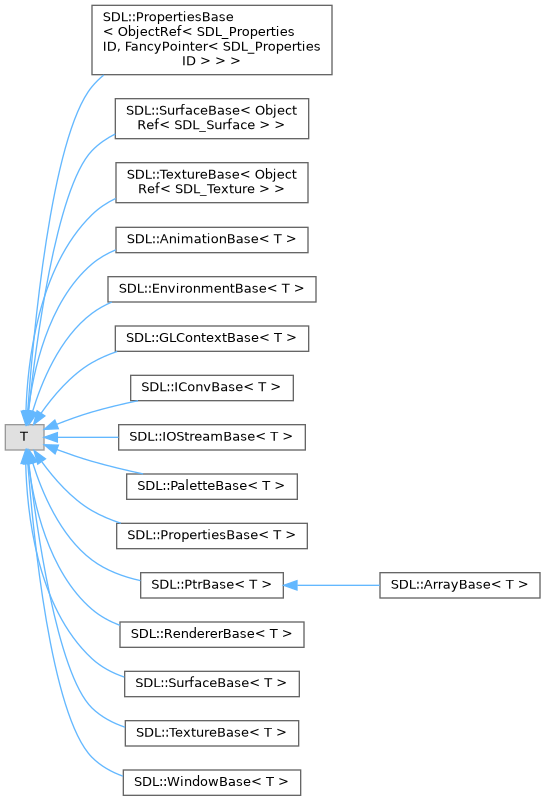 SDL::PropertiesBase
< ObjectRef< SDL_Properties
ID, FancyPointer< SDL_Properties
ID > > >
SDL::SurfaceBase< Object
Ref< SDL_Surface > >
SDL::TextureBase< Object
Ref< SDL_Texture > >
SDL::AnimationBase< T >
SDL::EnvironmentBase< T >
SDL::GLContextBase< T >
SDL::IConvBase< T >
T
SDL::IOStreamBase< T >
SDL::PaletteBase< T >
SDL::PropertiesBase< T >
SDL::PtrBase< T >
SDL::ArrayBase< T >
SDL::RendererBase< T >
SDL::SurfaceBase< T >
SDL::TextureBase< T >
SDL::WindowBase< T >